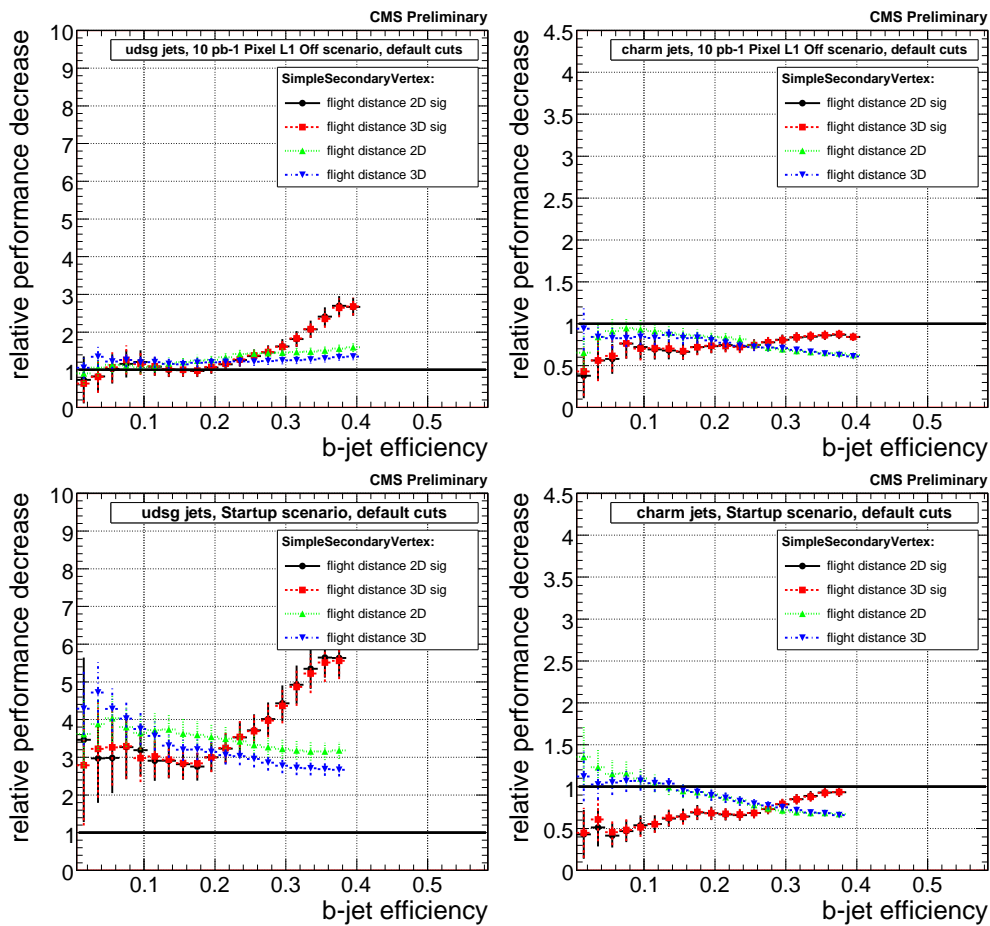 CMS Preliminary
udsg jets, 10 pb-1 Pixel L1 Off scenario, default cuts
SimpleSecondaryVertex:
flight distance 2D sig
flight distance 3D sig
flight distance 2D
flight distance 3D
relative performance decrease
10
9
8
7
6
5
4
3
2
1
0
0.1
0.2
0.3
0.4
0.5
b-jet efficiency
CMS Preliminary
charm jets, 10 pb-1 Pixel L1 Off scenario, default cuts
SimpleSecondaryVertex:
flight distance 2D sig
flight distance 3D sig
flight distance 2D
flight distance 3D
relative performance decrease
4.5
4
3.5
3
2.5
2
1.5
1
0.5
0
0.1
0.2
0.3
0.4
0.5
b-jet efficiency
CMS Preliminary
udsg jets, Startup scenario, default cuts
SimpleSecondaryVertex:
flight distance 2D sig
flight distance 3D sig
flight distance 2D
flight distance 3D
relative performance decrease
10
9
8
7
6
5
4
3
2
1
0
0.1
0.2
0.3
0.4
0.5
b-jet efficiency
CMS Preliminary
charm jets, Startup scenario, default cuts
SimpleSecondaryVertex:
flight distance 2D sig
flight distance 3D sig
flight distance 2D
flight distance 3D
relative performance decrease
4.5
4
3.5
3
2.5
2
1.5
1
0.5
0
0.1
0.2
0.3
0.4
0.5
b-jet efficiency